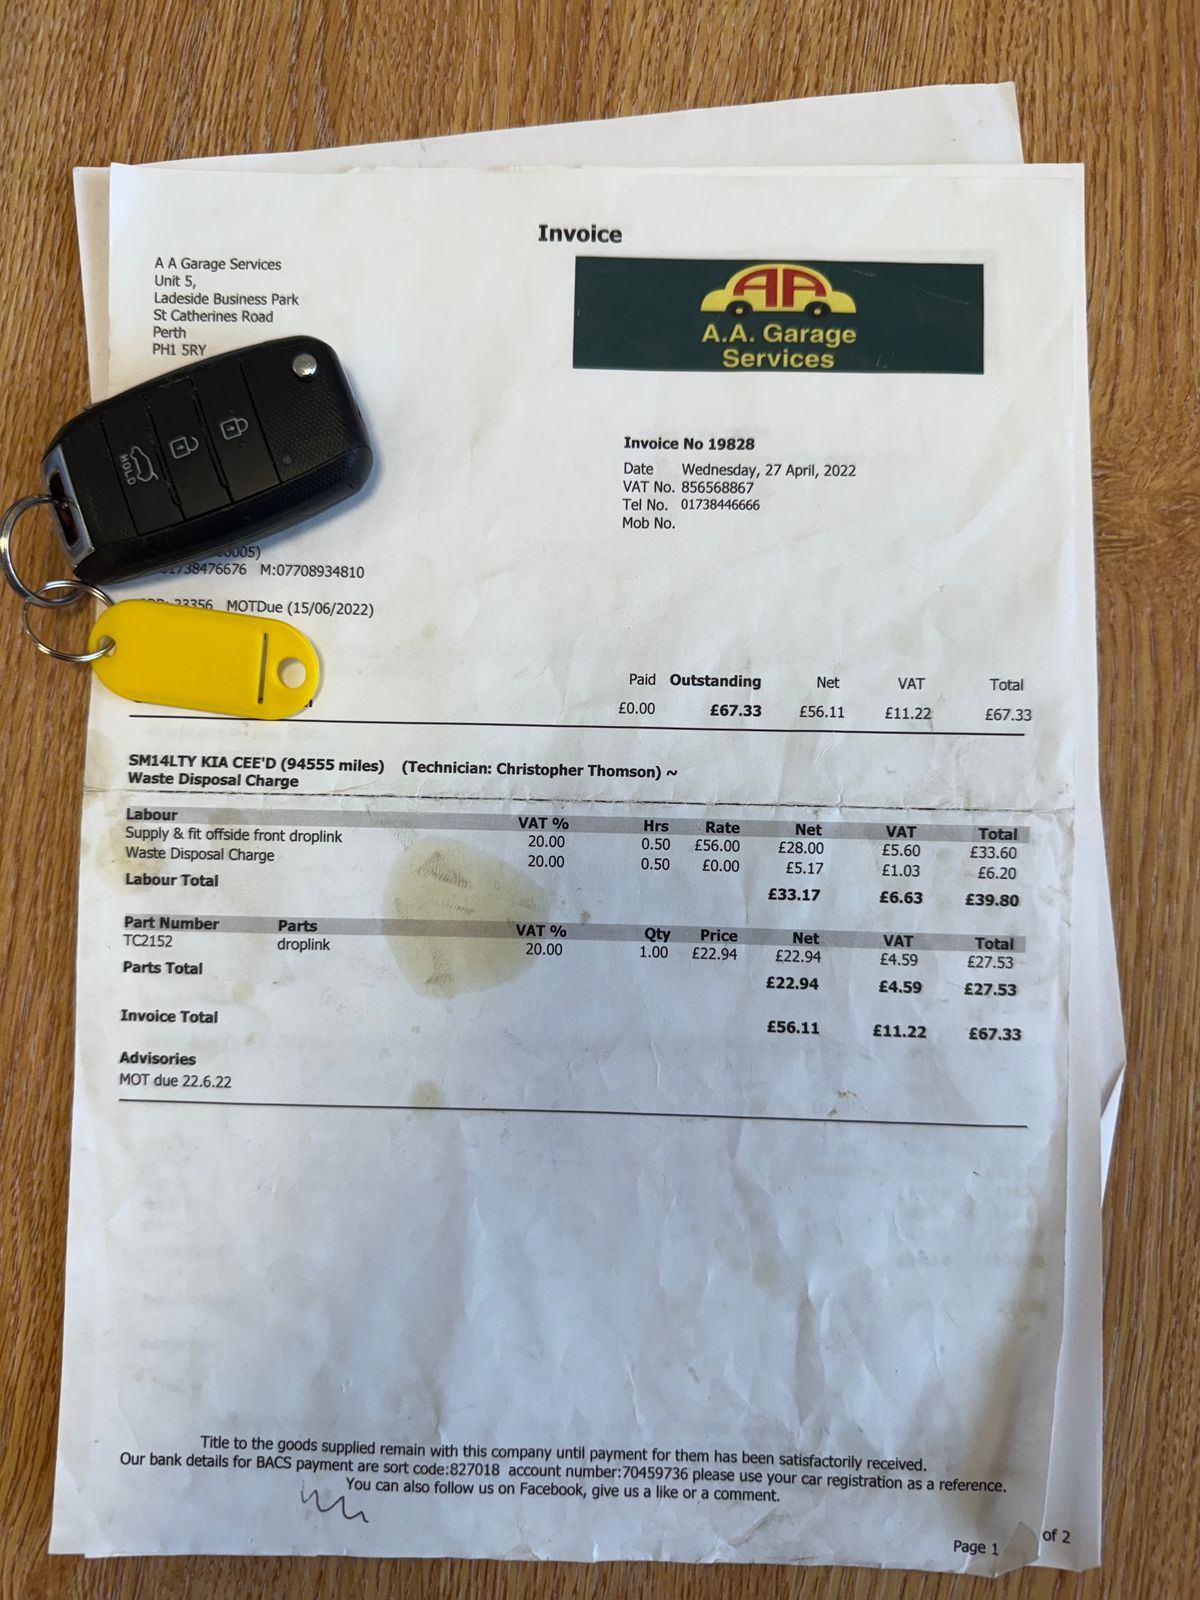 Invoice
A A Garage Services
Unit 5,
Ladeside Business Park
St Catherines Road
Perth
PH1 5RY
AA
A.A. Garage
Services
HOLD
Invoice No 19828
Date Wednesday, 27 April, 2022
VAT No. 856568867
Tel No. 01738446666
Mob No.
0005)
1738476676 M:07708934810
23356 MOTDue (15/06/2022)
Paid Outstanding Net VAT Total
£0.00 £67.33 £56.11 £11.22 £67.33
SM14LTY KIA CEE'D (94555 miles) (Technician: Christopher Thomson) ~
Waste Disposal Charge
Labour VAT % Hrs Rate Net VAT Total
Supply & fit offside front droplink 20.00 0.50 £56.00 £28.00 £5.60 £33.60
Waste Disposal Charge 20.00 0.50 £0.00 £5.17 £1.03 £6.20
Labour Total £33.17 £6.63 £39.80
Part Number Parts VAT % Qty Price Net VAT Total
TC2152 droplink 20.00 1.00 £22.94 £22.94 £4.59 £27.53
Parts Total £22.94 £4.59 £27.53
Invoice Total £56.11 £11.22 £67.33
Advisories
MOT due 22.6.22
Title to the goods supplied remain with this company until payment for them has been satisfactorily received.
Our bank details for BACS payment are sort code:827018 account number:70459736 please use your car registration as a reference.
You can also follow us on Facebook, give us a like or a comment.
Page 1 of 2